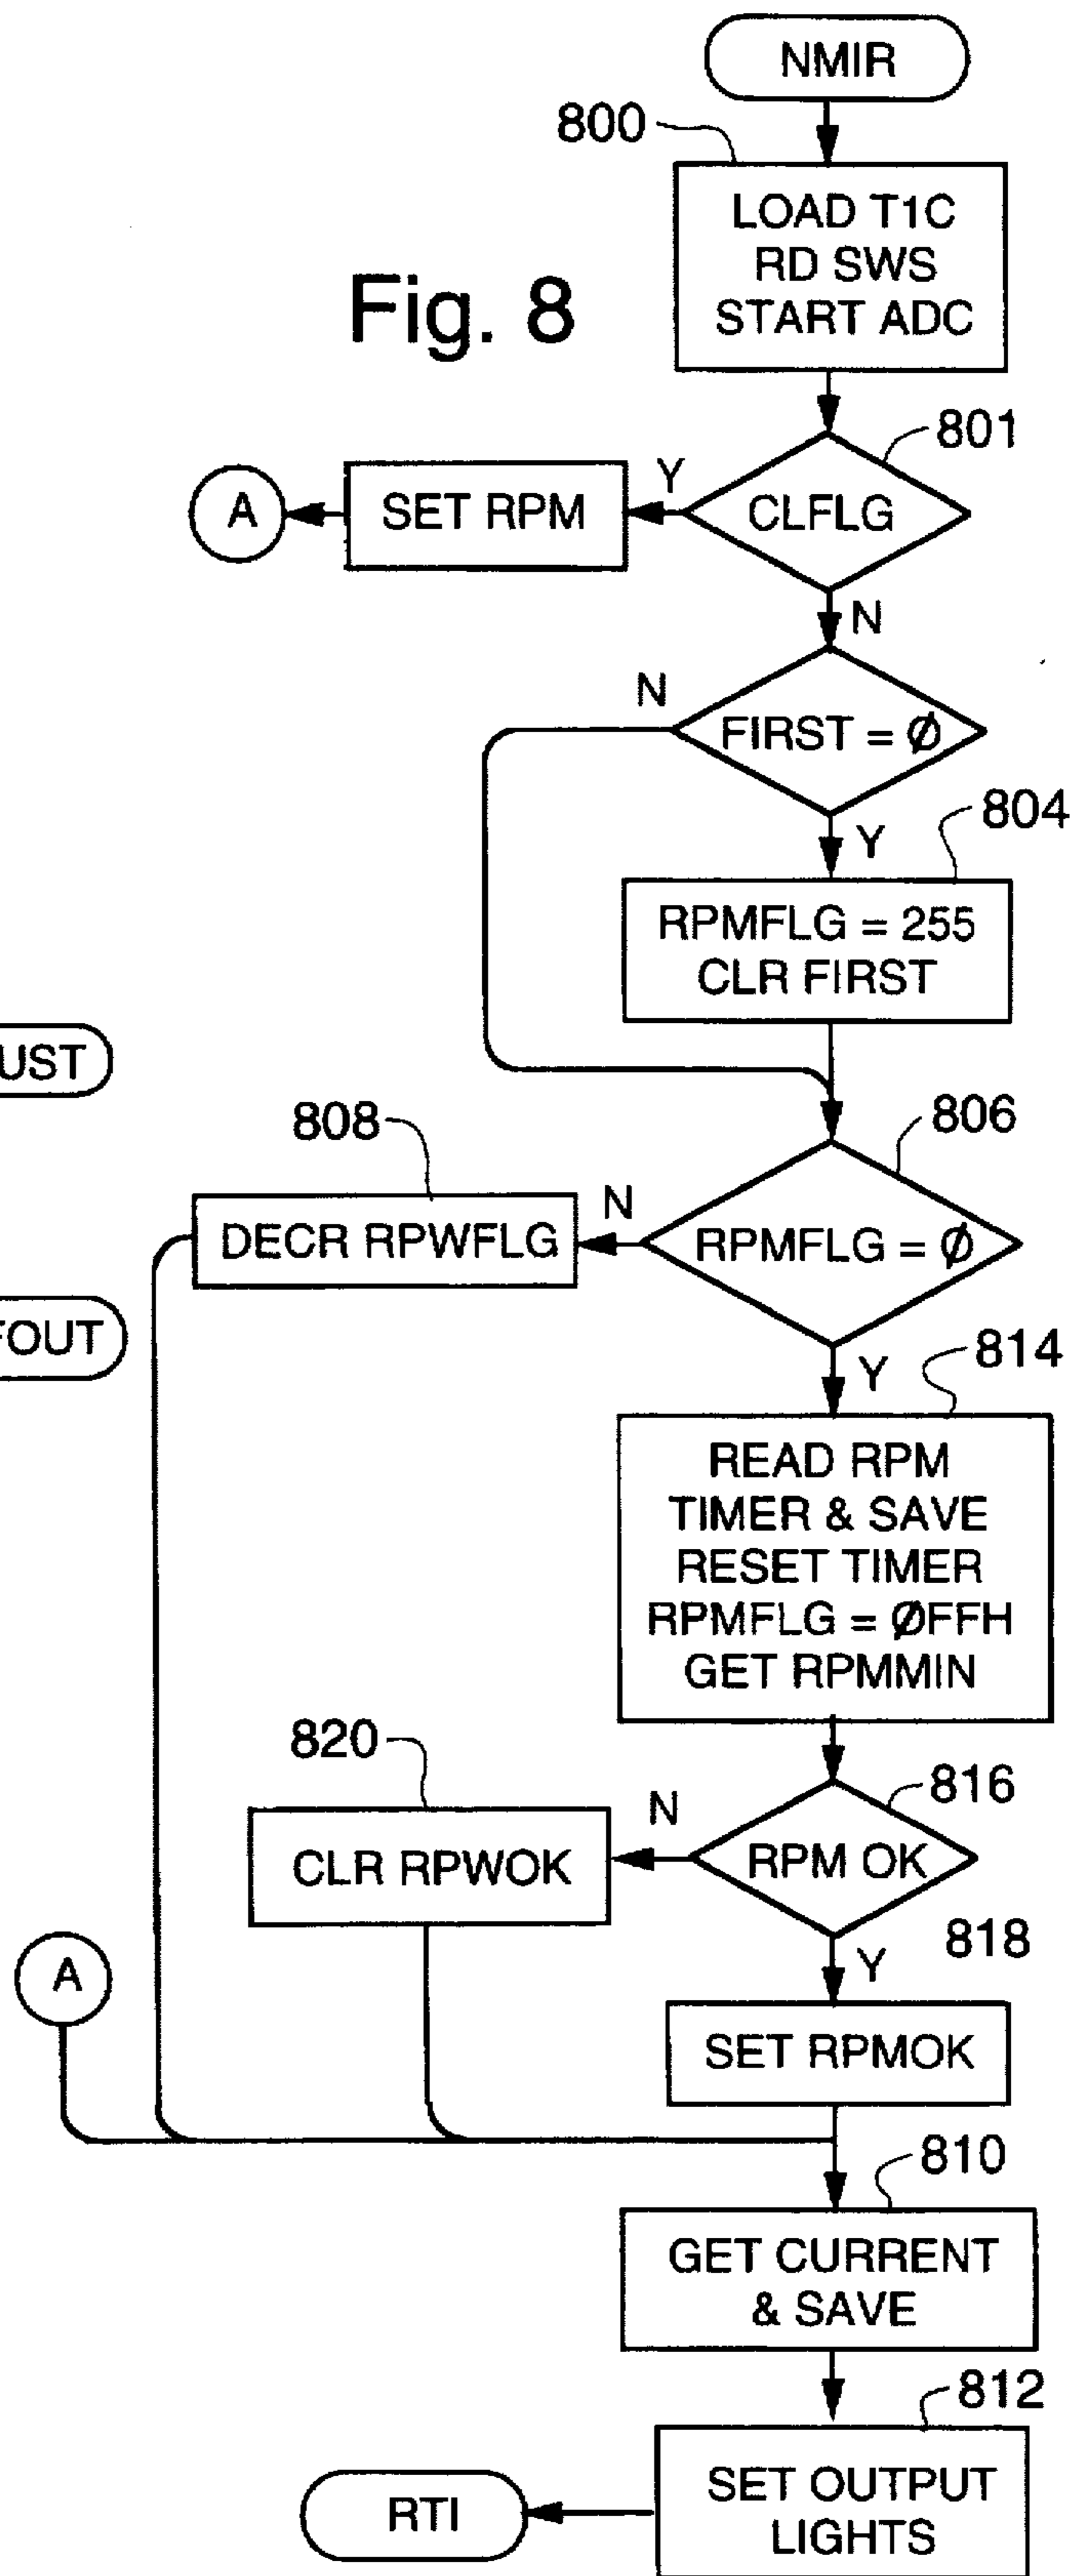 NMIR
800
LOAD T1C
RD SWS
START ADC
Fig. 8
801
CLFLG
Y
SET RPM
A
N
FIRST = Ø
N
Y
804
RPMFLG = 255
CLR FIRST
UST
806
RPMFLG = Ø
N
808
DECR RPWFLG
FOUT
Y
814
READ RPM
TIMER & SAVE
RESET TIMER
RPMFLG = ØFFH
GET RPMMIN
816
RPM OK
N
820
CLR RPWOK
Y
818
A
SET RPMOK
810
GET CURRENT
& SAVE
812
SET OUTPUT
LIGHTS
RTI